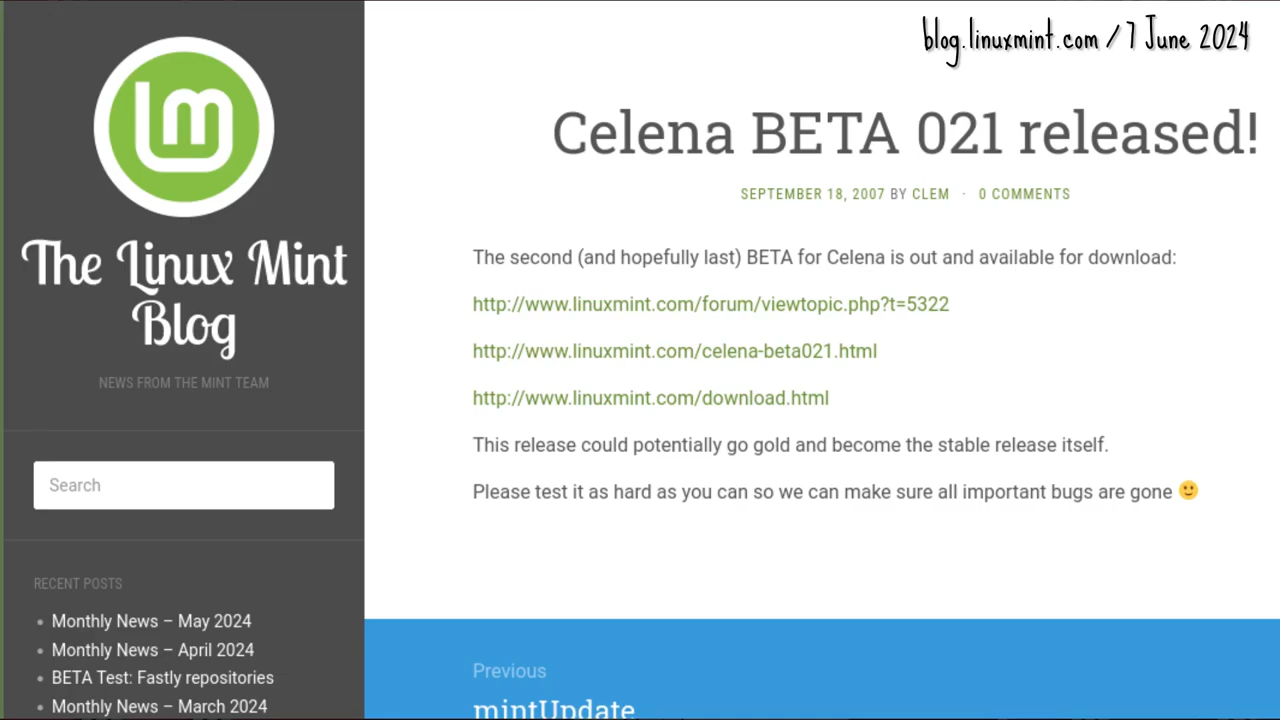 blog.linuxmint.com / 7 June 2024
lm
The Linux Mint
Blog
NEWS FROM THE MINT TEAM
Search
RECENT POSTS
Monthly News – May 2024
Monthly News – April 2024
BETA Test: Fastly repositories
Monthly News – March 2024
Celena BETA 021 released!
SEPTEMBER 18, 2007 BY CLEM · 0 COMMENTS
The second (and hopefully last) BETA for Celena is out and available for download:
http://www.linuxmint.com/forum/viewtopic.php?t=5322
http://www.linuxmint.com/celena-beta021.html
http://www.linuxmint.com/download.html
This release could potentially go gold and become the stable release itself.
Please test it as hard as you can so we can make sure all important bugs are gone 🙂
Previous
mintUpdate